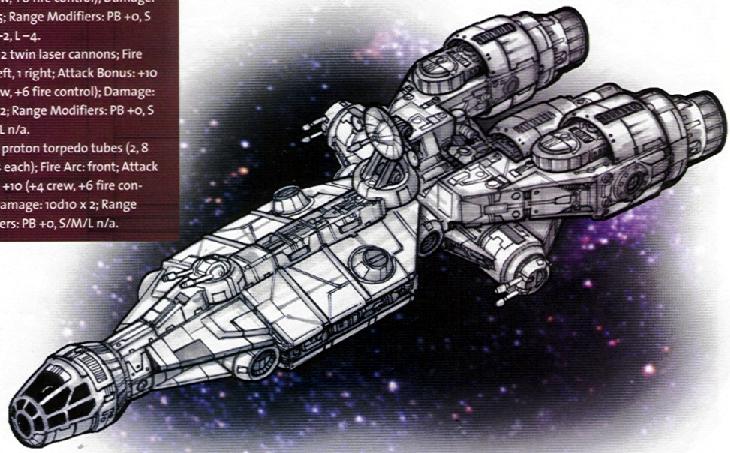 w, +6 fire control); Damage:
5; Range Modifiers: PB +0, S
–2, L –4.
2 twin laser cannons; Fire
eft, 1 right; Attack Bonus: +10
w, +6 fire control); Damage:
2; Range Modifiers: PB +0, S
L n/a.
proton torpedo tubes (2, 8
each); Fire Arc: front; Attack
+10 (+4 crew, +6 fire con-
amage: 10d10 x 2; Range
ers: PB +0, S/M/L n/a.